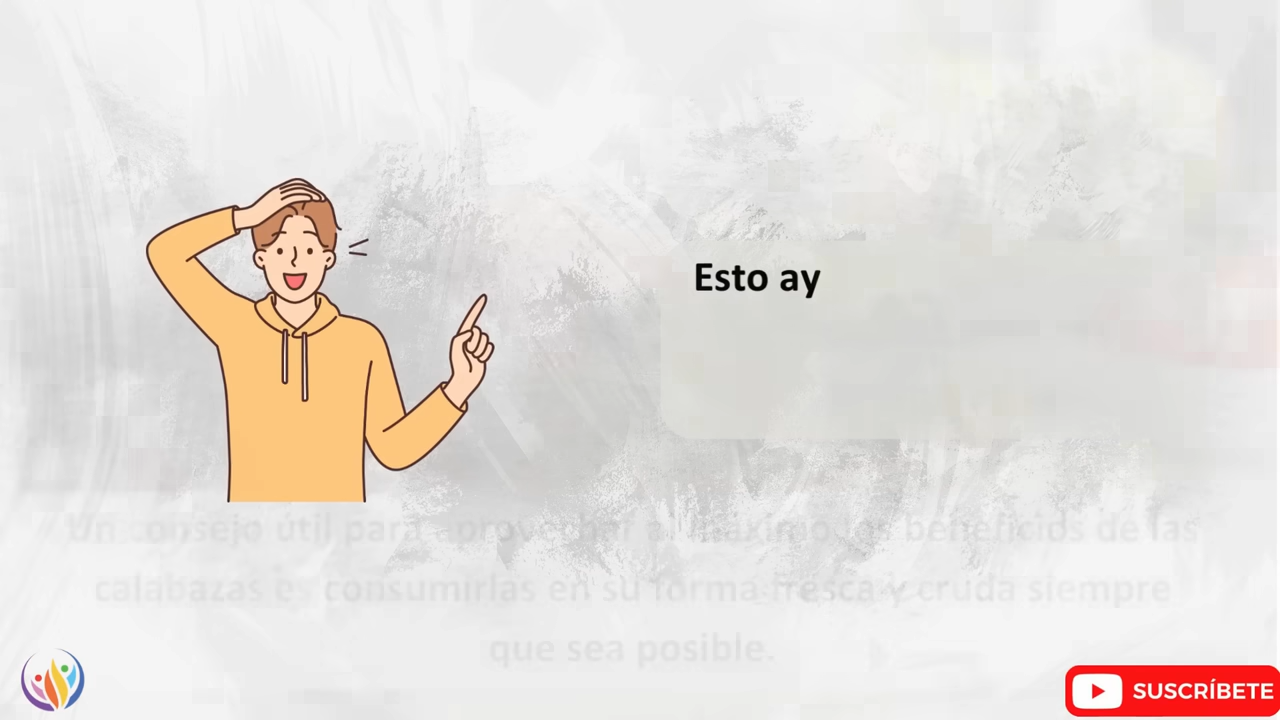 Esto ay
Un consejo útil para aprovechar al máximo los beneficios de las
calabazas es consumirlas en su forma fresca y cruda siempre
que sea posible.
SUSCRÍBETE